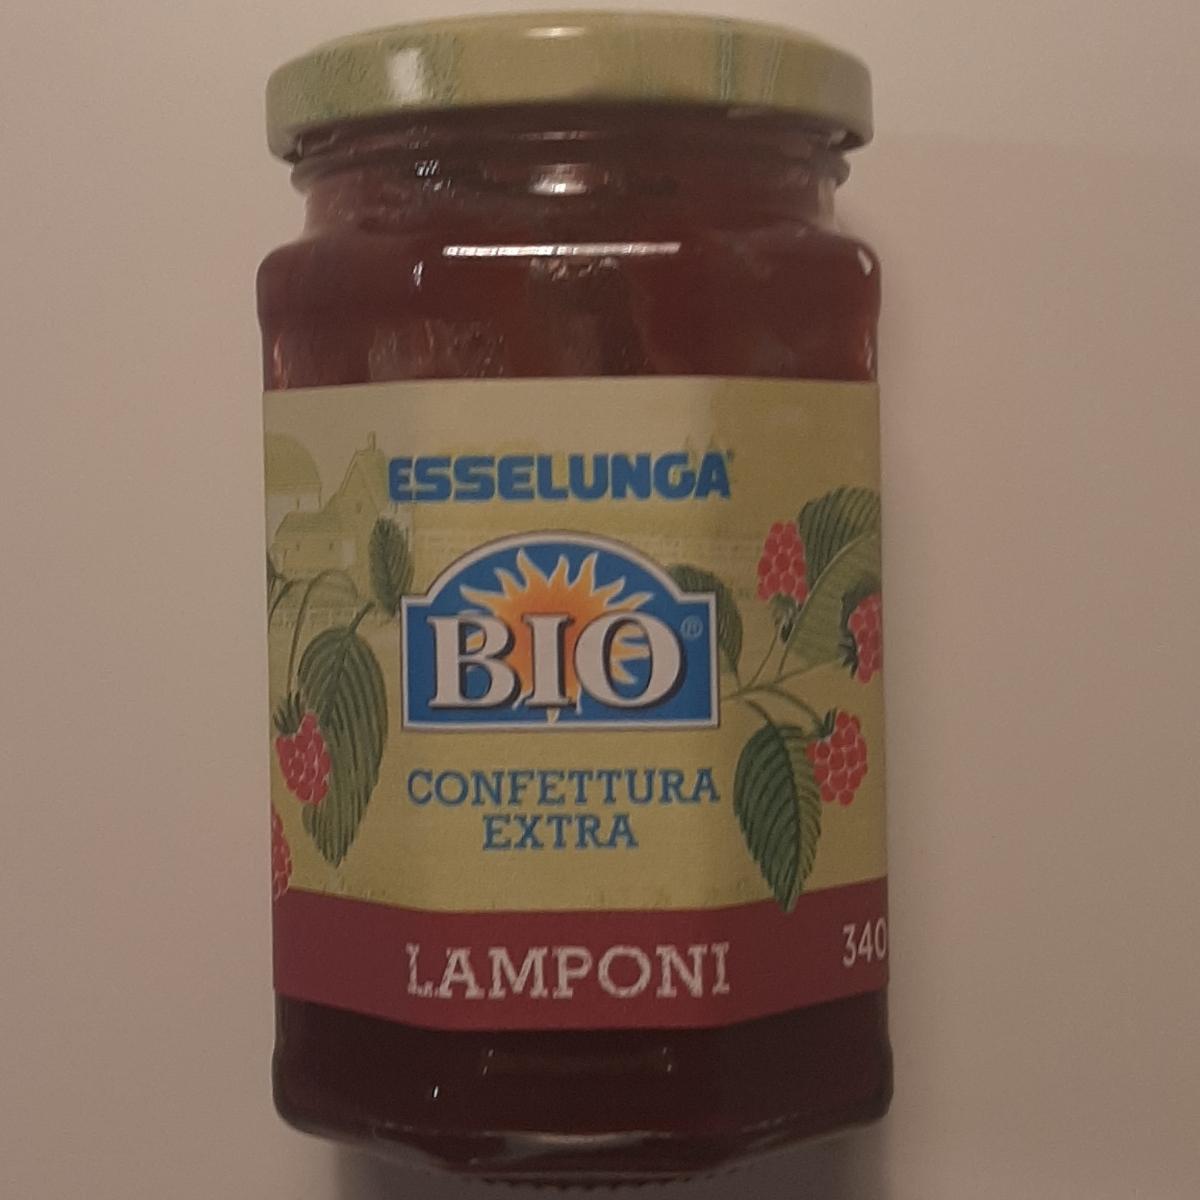 ESSELUNGA®
BIO®
CONFETTURA
EXTRA
LAMPONI
340